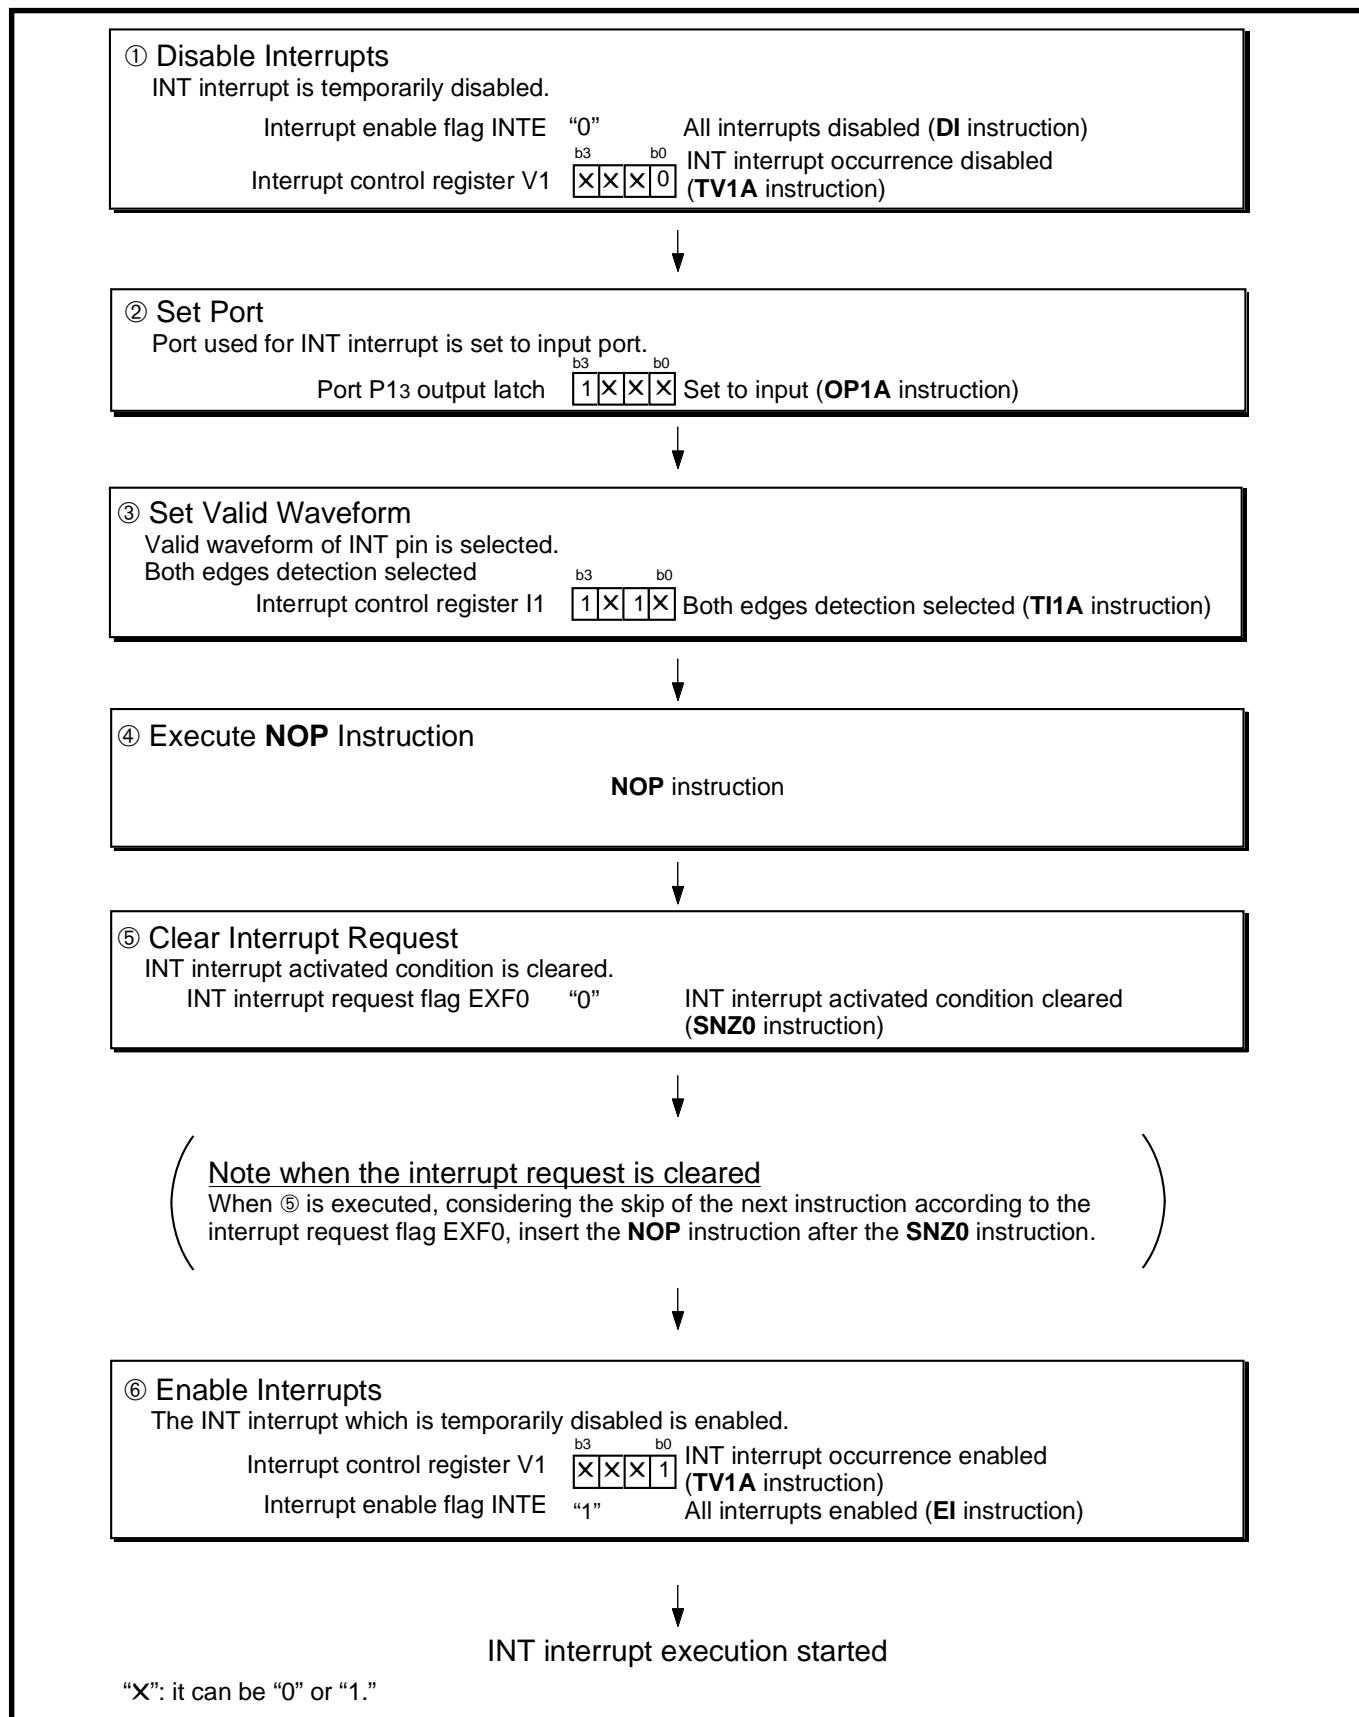 ① Disable Interrupts
INT interrupt is temporarily disabled.
Interrupt enable flag INTE “0” All interrupts disabled (DI instruction)
b3 b0
Interrupt control register V1 ✕ ✕ ✕ 0 INT interrupt occurrence disabled
(TV1A instruction)
② Set Port
Port used for INT interrupt is set to input port.
b3 b0
Port P13 output latch 1 ✕ ✕ ✕ Set to input (OP1A instruction)
③ Set Valid Waveform
Valid waveform of INT pin is selected.
Both edges detection selected
b3 b0
Interrupt control register I1 1 ✕ 1 ✕ Both edges detection selected (TI1A instruction)
④ Execute NOP Instruction
NOP instruction
⑤ Clear Interrupt Request
INT interrupt activated condition is cleared.
INT interrupt request flag EXF0 “0” INT interrupt activated condition cleared
(SNZ0 instruction)
Note when the interrupt request is cleared
When ⑤ is executed, considering the skip of the next instruction according to the
interrupt request flag EXF0, insert the NOP instruction after the SNZ0 instruction.
⑥ Enable Interrupts
The INT interrupt which is temporarily disabled is enabled.
b3 b0
Interrupt control register V1 ✕ ✕ ✕ 1 INT interrupt occurrence enabled
(TV1A instruction)
Interrupt enable flag INTE “1” All interrupts enabled (EI instruction)
INT interrupt execution started
“✕”: it can be “0” or “1.”